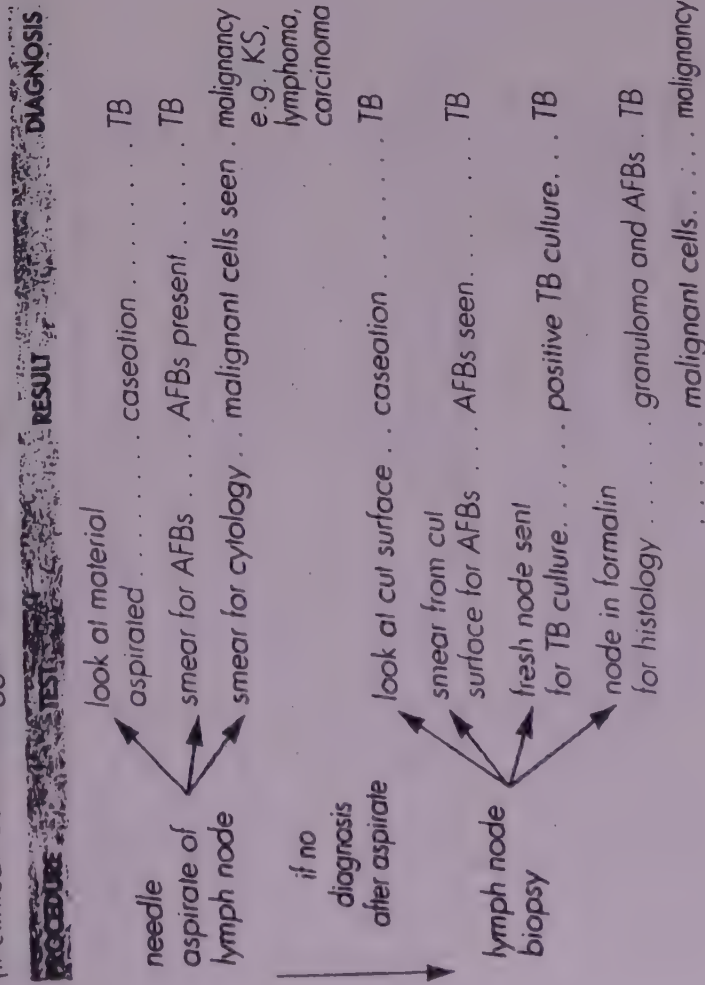 PROCEDURE TEST RESULT DIAGNOSIS
needle
aspirate of
lymph node
look at material
aspirated . . . . . . . . . . caseation . . . . . . . . . . TB
smear for AFBs . . . . AFBs present . . . . . . . TB
smear for cytology . . malignant cells seen . malignancy
e.g. KS,
lymphoma,
carcinoma
if no
diagnosis
after aspirate
lymph node
biopsy
look at cut surface . . caseation . . . . . . . . . TB
smear from cut
surface for AFBs . . . AFBs seen. . . . . . . . TB
fresh node sent
for TB culture. . . . . . positive TB culture. . . TB
node in formalin
for histology . . . . . . granuloma and AFBs . TB
. . . . . . malignant cells. . . . . . malignancy